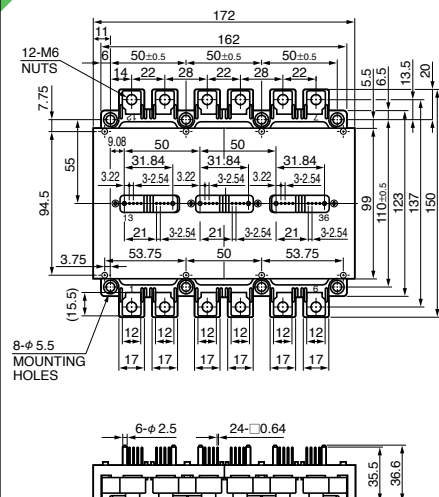 172
11
162
6 50±0.5 50±0.5 50±0.5
12-M6
NUTS
14 22 28 22 28 22
5.5
6.5
13.5
20
7.75
12 7
9.08 50 50
31.84 31.84 31.84
3.22 3-2.54 3.22 3-2.54 3.22 3-2.54
55
94.5
13 36
21 3-2.54 21 3-2.54 21 3-2.54
99
110±0.5
123
137
150
3.75 53.75 50 53.75
1 6
(15.5)
12 12 12 12 12 12
17 17 17 17 17 17
8-φ 5.5
MOUNTING
HOLES
6-φ 2.5 24-□0.64
35.5
36.6